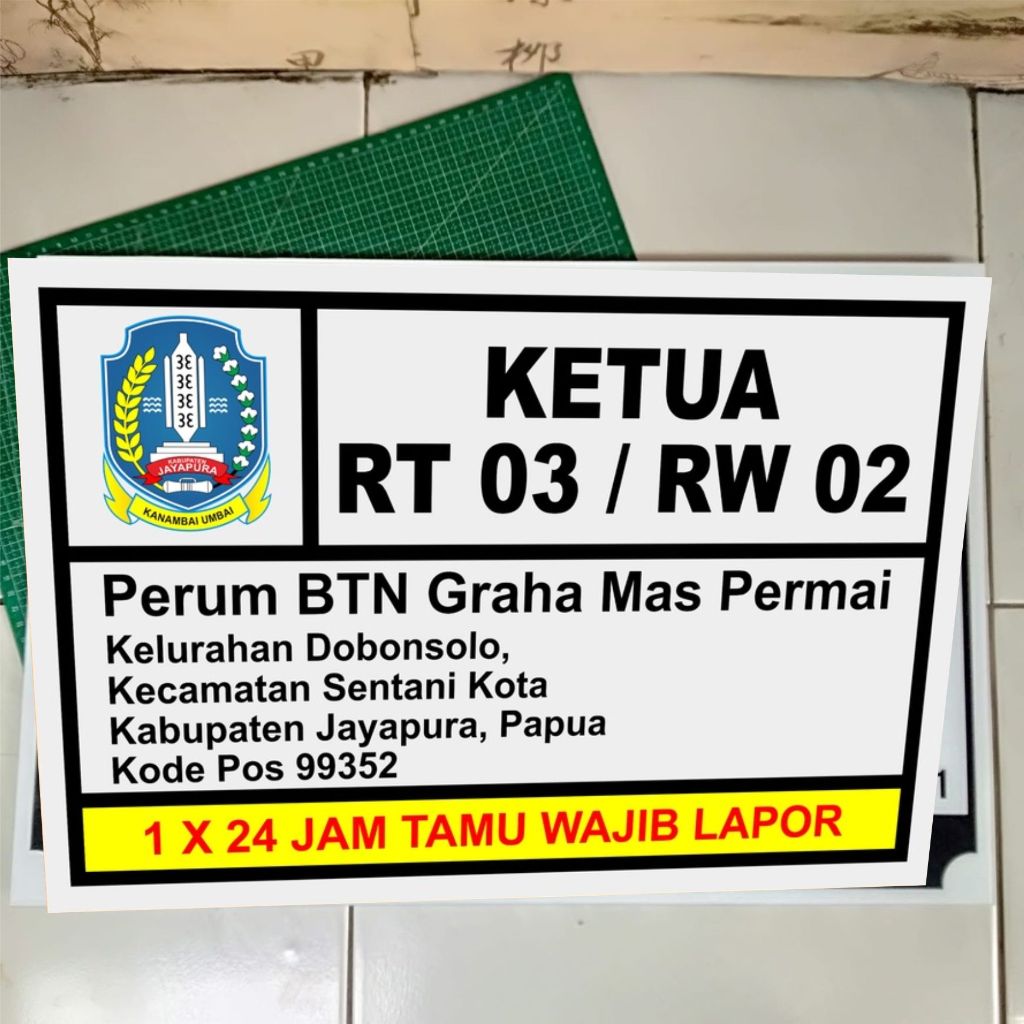 KABUPATEN
JAYAPURA
KANAMBAI UMBAI
KETUA
RT 03 / RW 02
Perum BTN Graha Mas Permai
Kelurahan Dobonsolo,
Kecamatan Sentani Kota
Kabupaten Jayapura, Papua
Kode Pos 99352
1 X 24 JAM TAMU WAJIB LAPOR
1